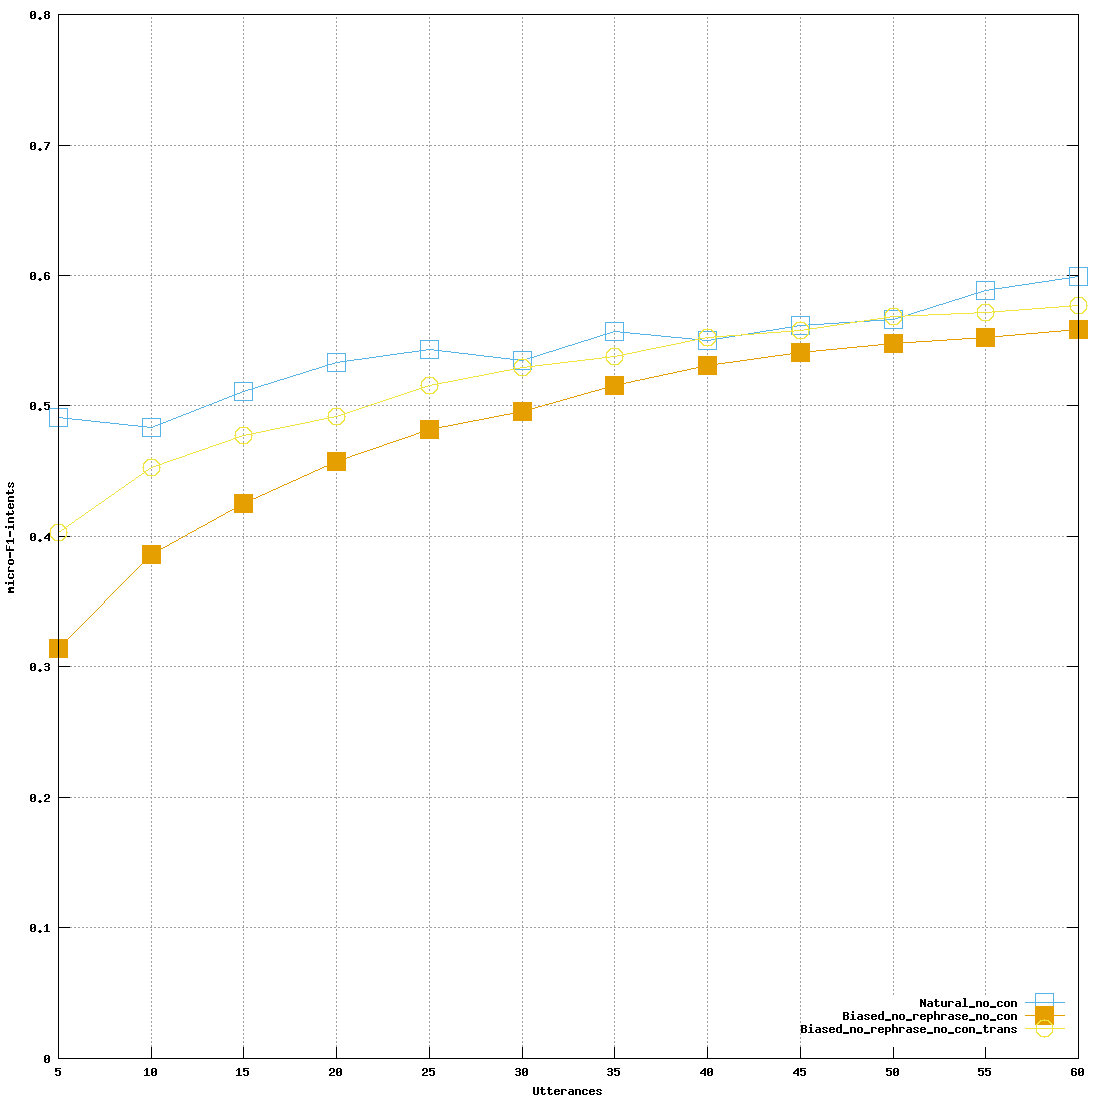 0.8
0.7
0.6
0.5
0.4
0.3
0.2
0.1
0
micro-F1-intents
Natural_no_con
Biased_no_rephrase_no_con
Biased_no_rephrase_no_con_trans
5 10 15 20 25 30 35 40 45 50 55 60
Utterances